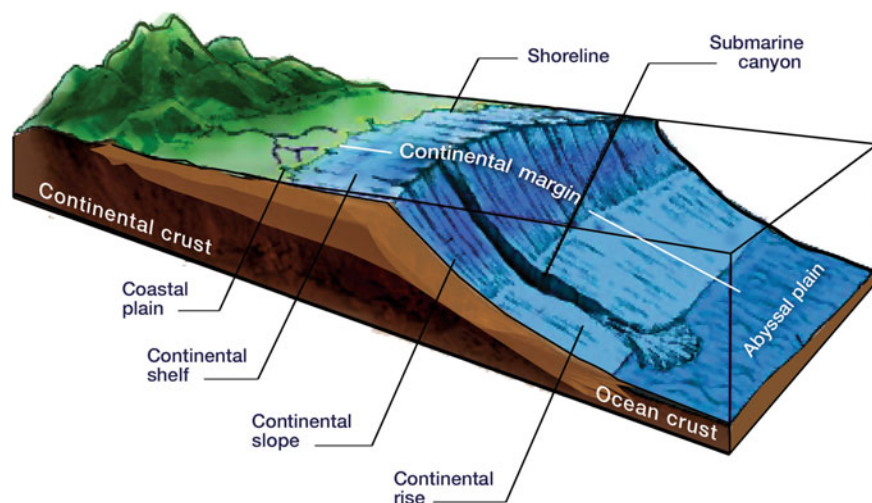 Submarine
canyon
Shoreline
Continental margin
Continental crust
Abyssal plain
Coastal
plain
Continental
shelf
Continental
slope
Ocean crust
Continental
rise